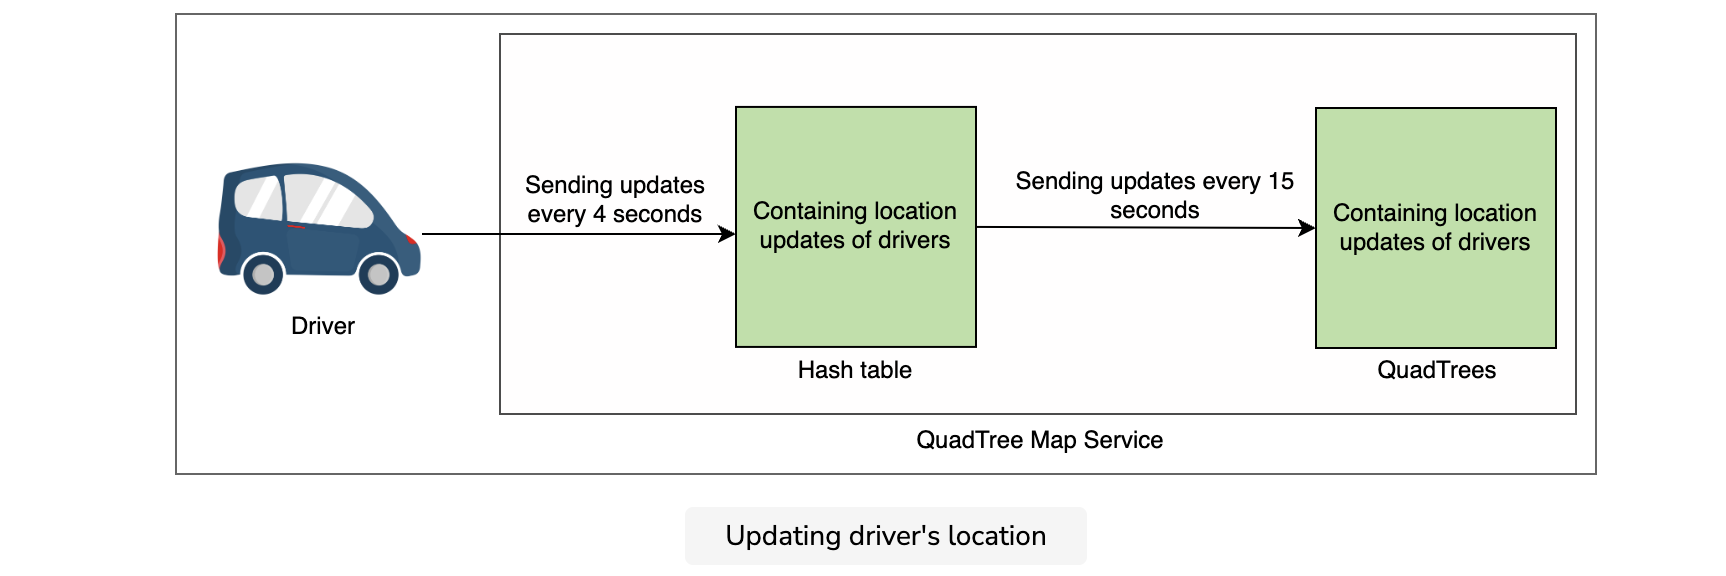 Sending updates
every 4 seconds
Containing location
updates of drivers
Sending updates every 15
seconds
Containing location
updates of drivers
Driver
Hash table
QuadTrees
QuadTree Map Service
Updating driver's location